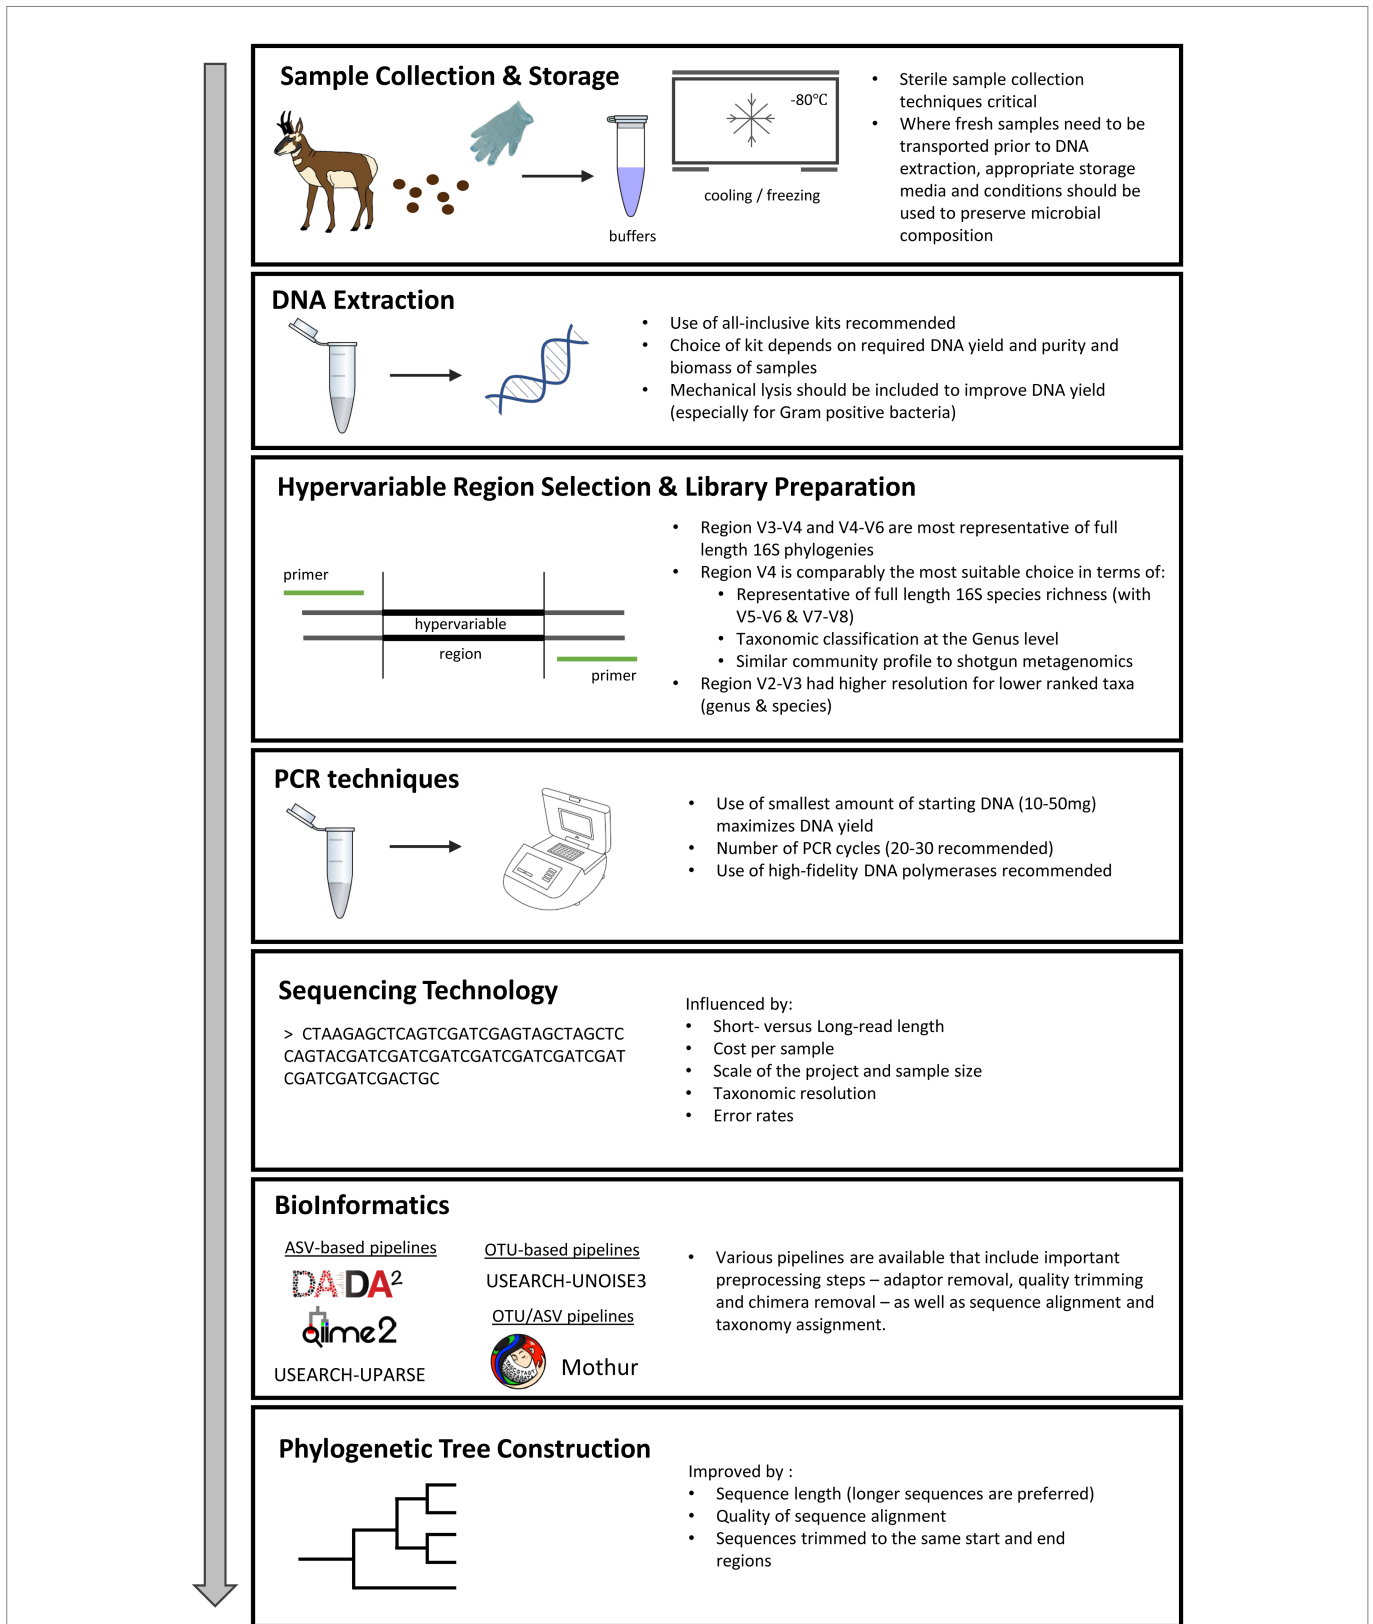 Sample Collection & Storage
-80℃
cooling / freezing
buffers
• Sterile sample collection
techniques critical
• Where fresh samples need to be
transported prior to DNA
extraction, appropriate storage
media and conditions should be
used to preserve microbial
composition
DNA Extraction
• Use of all-inclusive kits recommended
• Choice of kit depends on required DNA yield and purity and
biomass of samples
• Mechanical lysis should be included to improve DNA yield
(especially for Gram positive bacteria)
Hypervariable Region Selection & Library Preparation
primer
hypervariable
region
primer
• Region V3-V4 and V4-V6 are most representative of full
length 16S phylogenies
• Region V4 is comparably the most suitable choice in terms of:
• Representative of full length 16S species richness (with
V5-V6 & V7-V8)
• Taxonomic classification at the Genus level
• Similar community profile to shotgun metagenomics
• Region V2-V3 had higher resolution for lower ranked taxa
(genus & species)
PCR techniques
• Use of smallest amount of starting DNA (10-50mg)
maximizes DNA yield
• Number of PCR cycles (20-30 recommended)
• Use of high-fidelity DNA polymerases recommended
Sequencing Technology
> CTAAGAGCTCAGTCGATCGAGTAGCTAGCTC
CAGTACGATCGATCGATCGATCGATCGATCGAT
CGATCGATCGACTGC
Influenced by:
• Short- versus Long-read length
• Cost per sample
• Scale of the project and sample size
• Taxonomic resolution
• Error rates
BioInformatics
ASV-based pipelines
DADA2
qiime2
USEARCH-UPARSE
OTU-based pipelines
USEARCH-UNOISE3
OTU/ASV pipelines
Mothur
• Various pipelines are available that include important
preprocessing steps – adaptor removal, quality trimming
and chimera removal – as well as sequence alignment and
taxonomy assignment.
Phylogenetic Tree Construction
Improved by :
• Sequence length (longer sequences are preferred)
• Quality of sequence alignment
• Sequences trimmed to the same start and end
regions